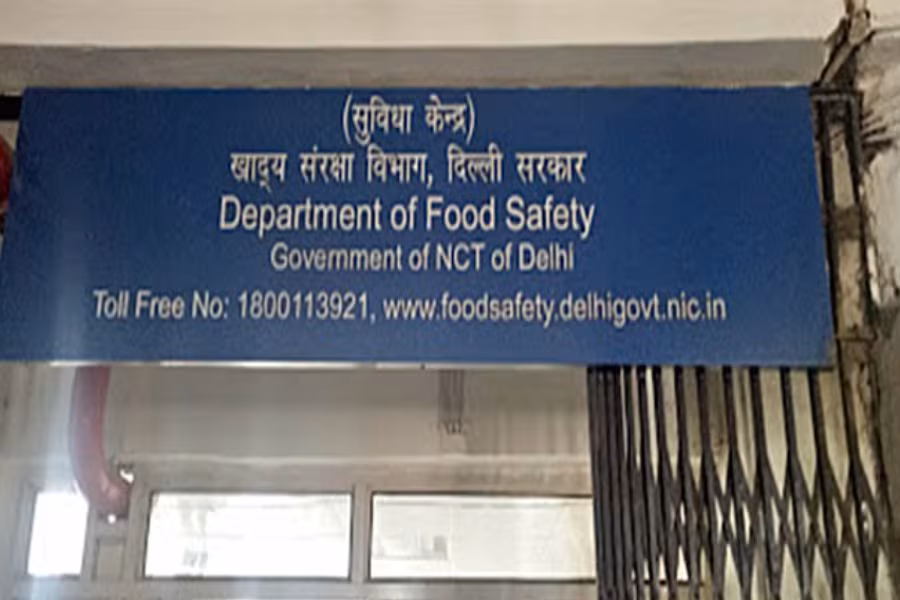 (सुविधा केन्द्र)
खाद्य संरक्षा विभाग, दिल्ली सरकार
Department of Food Safety
Government of NCT of Delhi
Toll Free No: 1800113921, www.foodsafety.delhigovt.nic.in